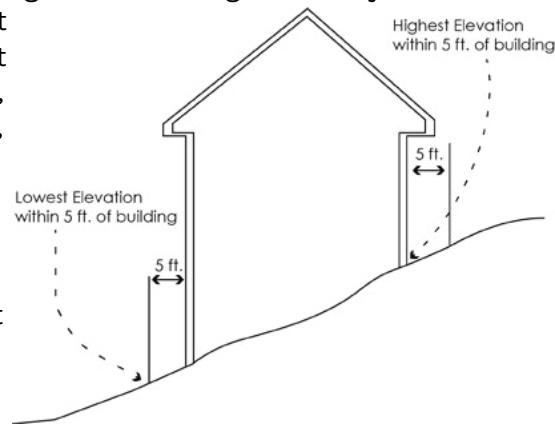 Highest Elevation
within 5 ft. of building
5 ft.
Lowest Elevation
within 5 ft. of building
5 ft.